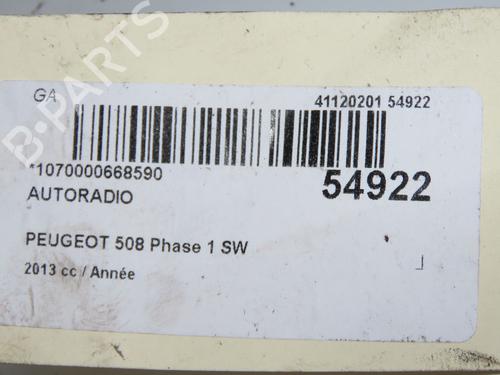 GA
41120201 54922
*1070000668590
54922
AUTORADIO
PEUGEOT 508 Phase 1 SW
2013 cc / Année
B-PARTS